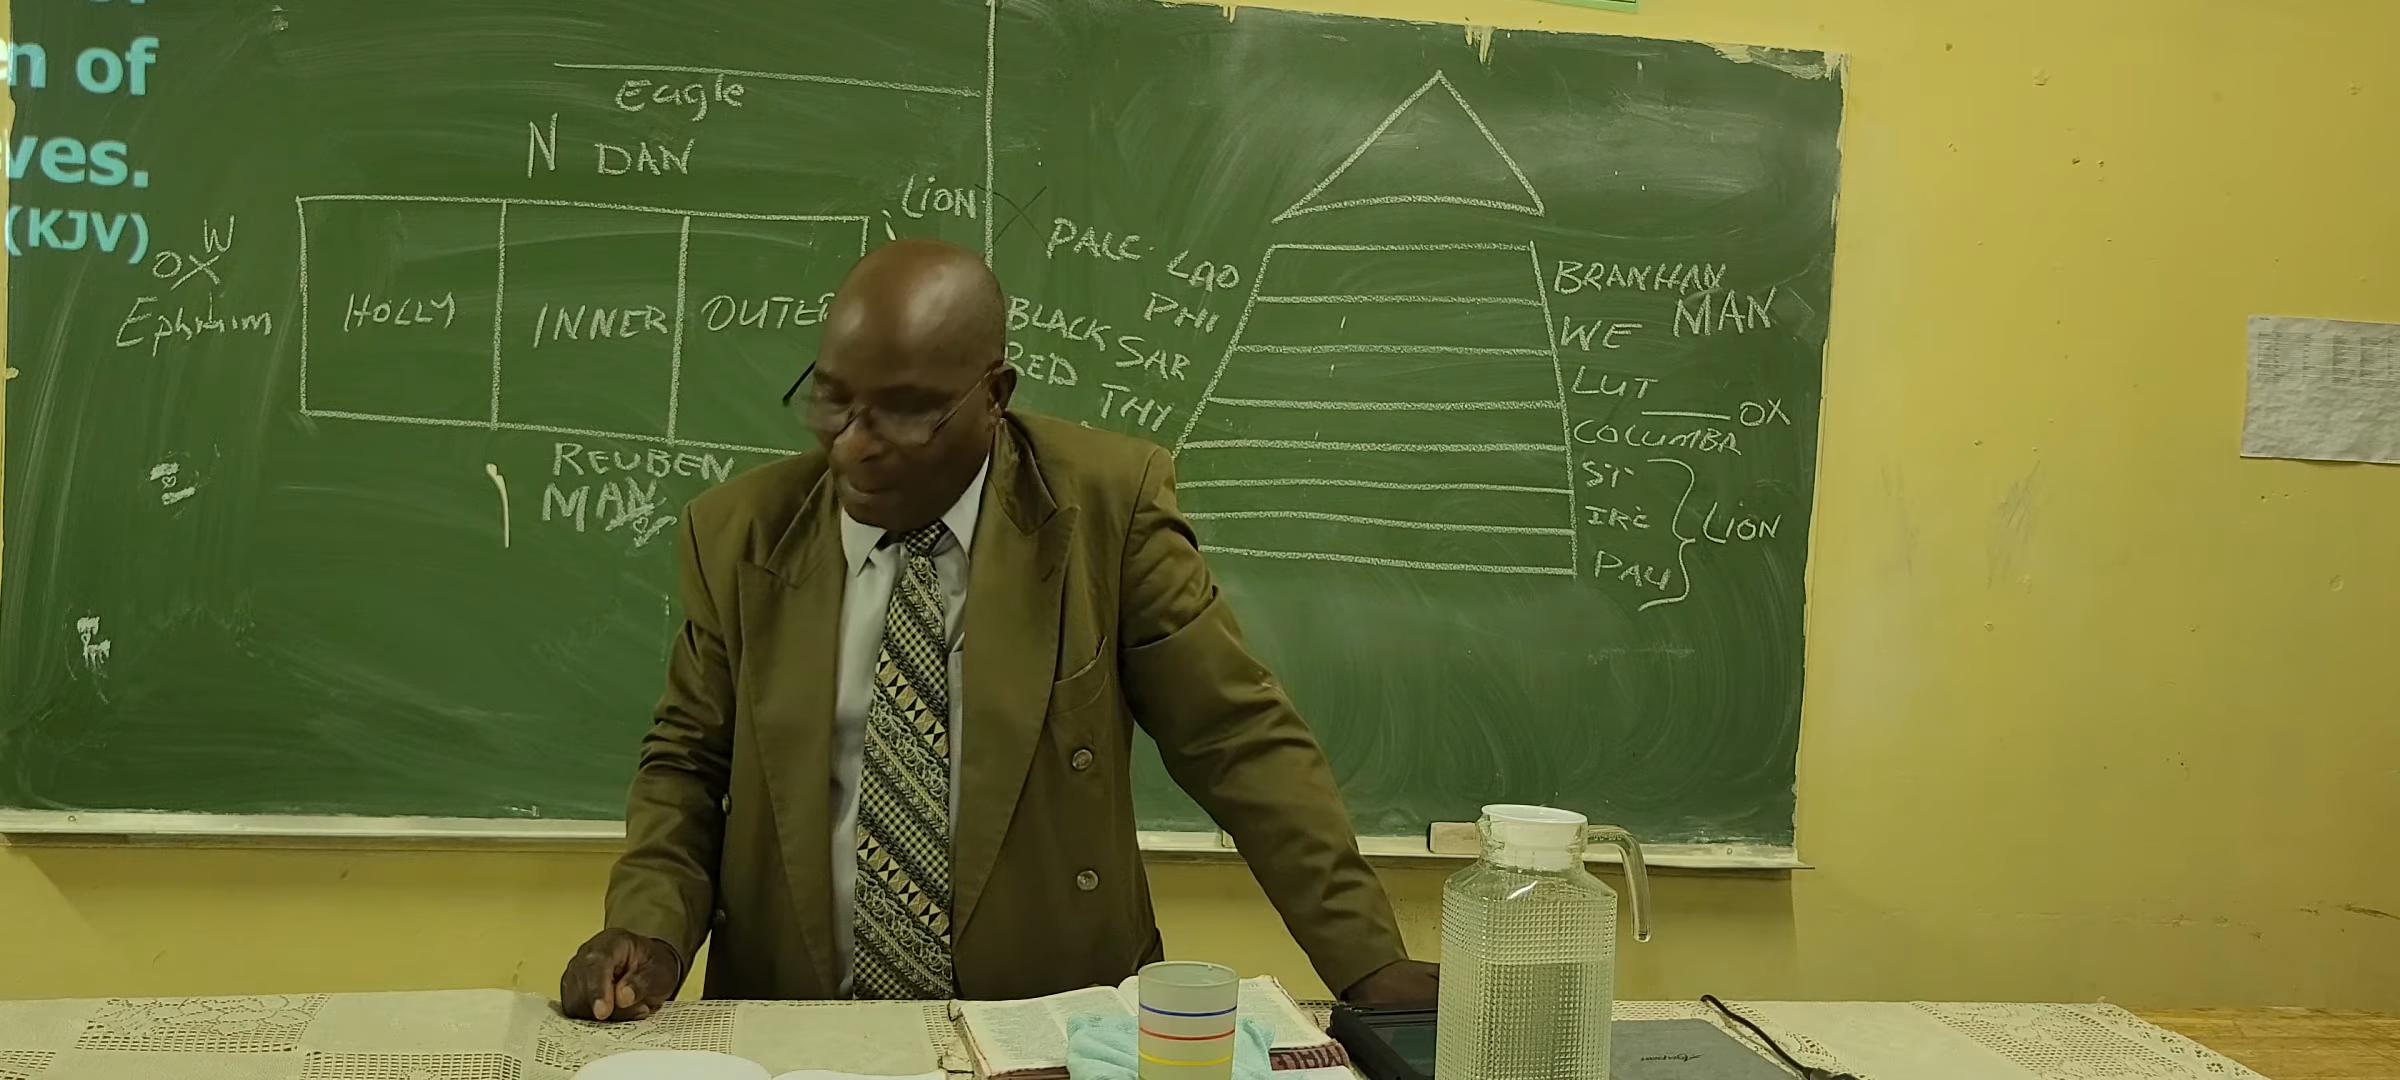 n of
ves.
(KJV)
Eagle
N DAN
LION
OX W
Ephraim
HOLLY INNER OUTER
REUBEN
MAN
PALE LAO
PHI
BLACK SAR
RED THY
BRANHAN
MAN
WE
LUT
OX
COLUMBA
ST
IRE
LION
PAU